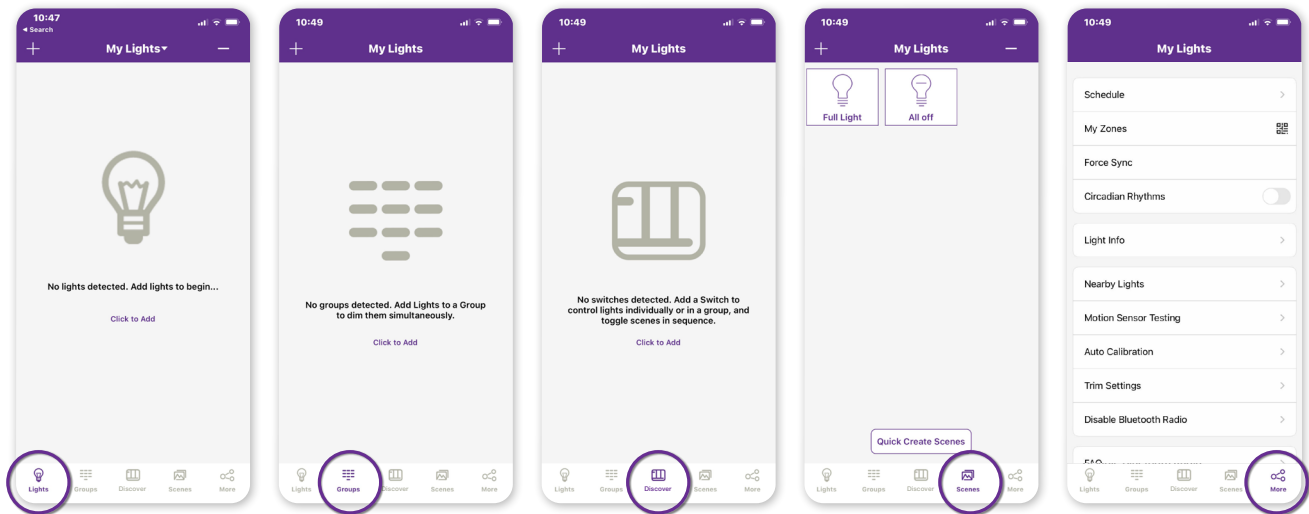 10:47
◄ Search
My Lights▾
No lights detected. Add lights to begin...
Click to Add
Lights
Groups
Discover
Scenes
More
10:49
My Lights
No groups detected. Add Lights to a Group
to dim them simultaneously.
Click to Add
Lights
Groups
Discover
Scenes
More
10:49
My Lights
No switches detected. Add a Switch to
control lights individually or in a group, and
toggle scenes in sequence.
Click to Add
Lights
Groups
Discover
Scenes
More
10:49
My Lights
Full Light
All off
Quick Create Scenes
Lights
Groups
Discover
Scenes
More
10:49
My Lights
Schedule
My Zones
Force Sync
Circadian Rhythms
Light Info
Nearby Lights
Motion Sensor Testing
Auto Calibration
Trim Settings
Disable Bluetooth Radio
FAQ
Lights
Groups
Discover
Scenes
More